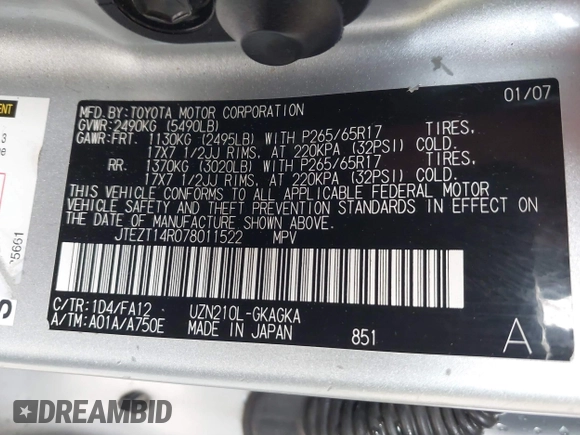 MFD.BY:TOYOTA MOTOR CORPORATION 01/07
GVWR:2490KG (5490LB)
GAWR:FRT. 1130KG (2495LB) WITH P265/65R17 TIRES,
17X7 1/2JJ RIMS, AT 220KPA (32PSI) COLD.
RR. 1370KG (3020LB) WITH P265/65R17 TIRES,
17X7 1/2JJ RIMS, AT 220KPA (32PSI) COLD.
THIS VEHICLE CONFORMS TO ALL APPLICABLE FEDERAL MOTOR
VEHICLE SAFETY AND THEFT PREVENTION STANDARDS IN EFFECT ON
THE DATE OF MANUFACTURE SHOWN ABOVE.
JTEZT14R078011522 MPV
C/TR:1D4/FA12 UZN210L-GKAGKA
A/TM:A01A/A750E MADE IN JAPAN 851 A
5661
DREAMBID